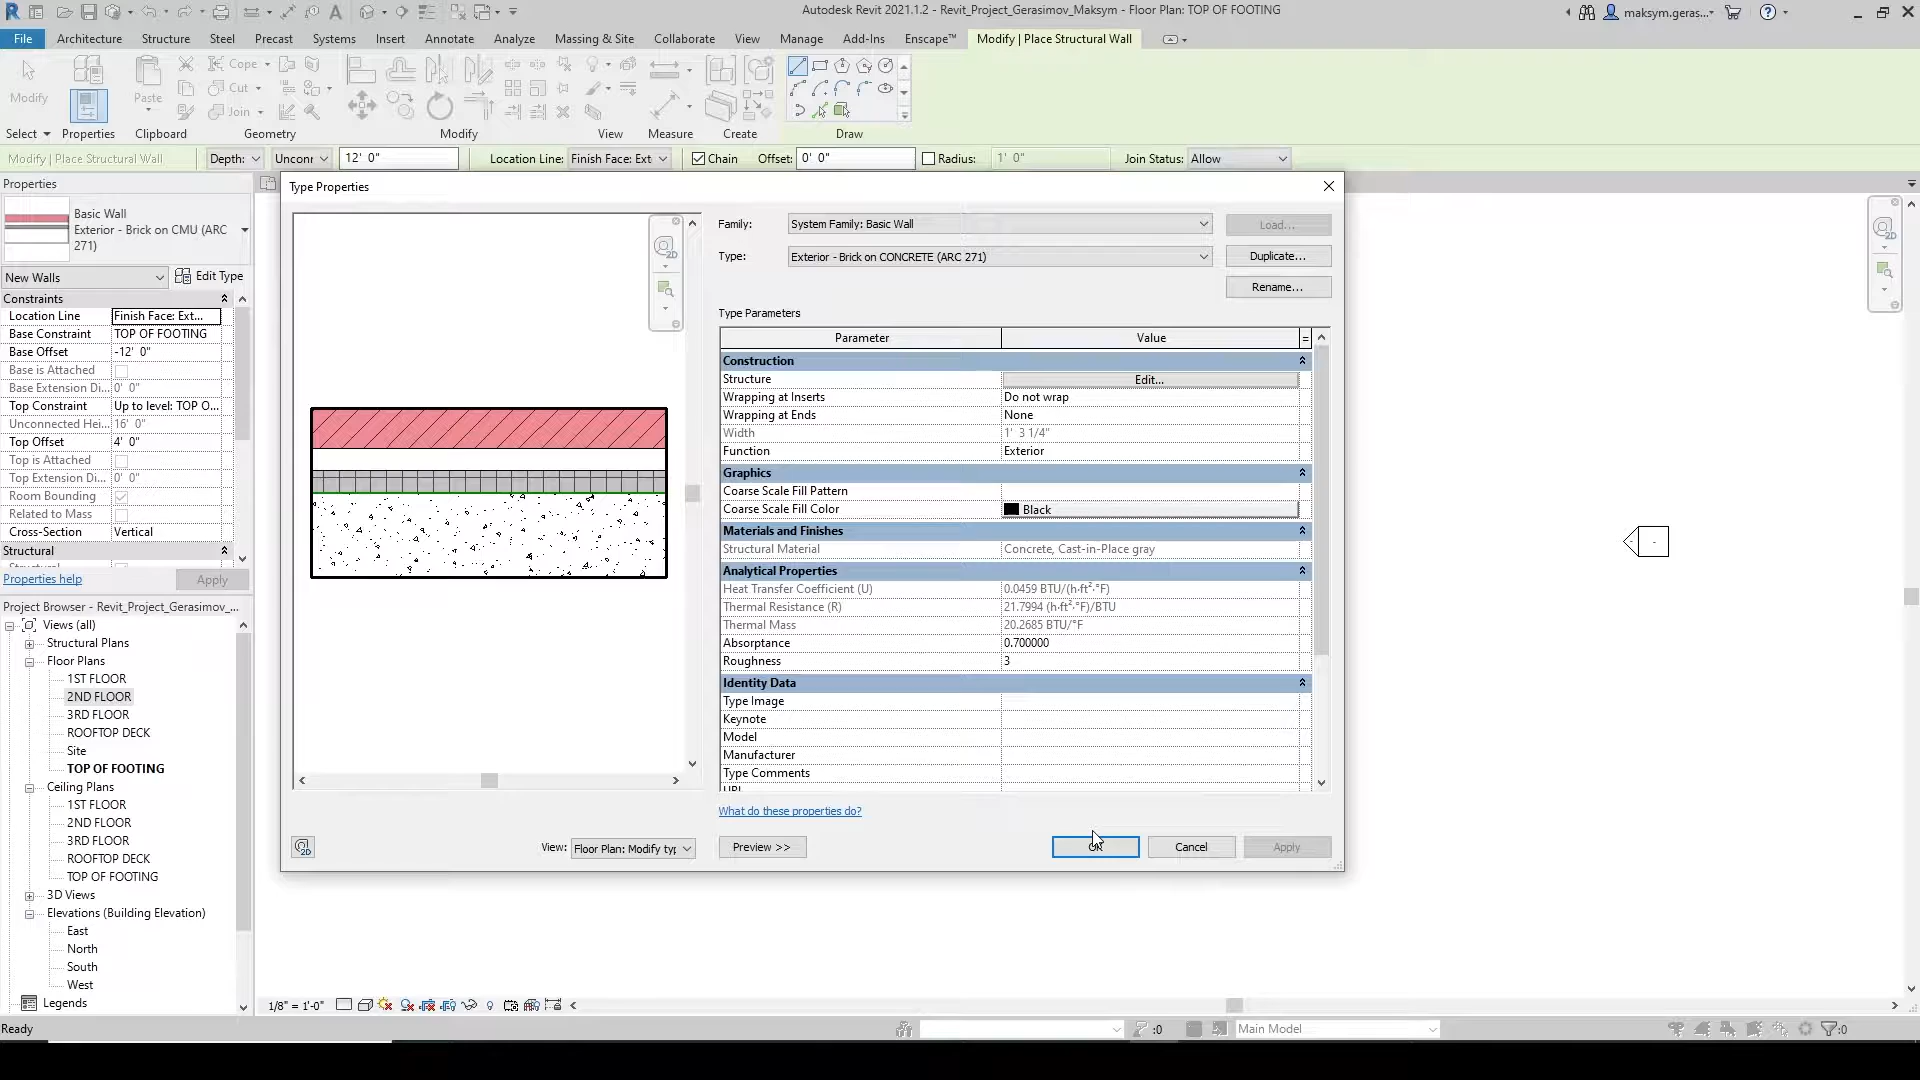 Autodesk Revit 2021.1.2 - Revit_Project_Gerasimov_Maksym - Floor Plan: TOP OF FOOTING
maksym.geras...
File Architecture Structure Steel Precast Systems Insert Annotate Analyze Massing & Site Collaborate View Manage Add-Ins Enscape™ Modify | Place Structural Wall
Cope
Modify Paste Cut
Join
Select Properties Clipboard Geometry Modify View Measure Create Draw
Modify | Place Structural Wall Depth: Unconr 12' 0" Location Line: Finish Face: Ext Chain Offset: 0' 0" Radius: 1' 0" Join Status: Allow
Properties
Basic Wall
Exterior - Brick on CMU (ARC
271)
New Walls Edit Type
Constraints
Location Line Finish Face: Ext...
Base Constraint TOP OF FOOTING
Base Offset -12' 0"
Base is Attached
Base Extension Di... 0' 0"
Top Constraint Up to level: TOP O...
Unconnected Hei... 16' 0"
Top Offset 4' 0"
Top is Attached
Top Extension Di... 0' 0"
Room Bounding
Related to Mass
Cross-Section Vertical
Structural
Properties help Apply
Project Browser - Revit_Project_Gerasimov_...
Views (all)
Structural Plans
Floor Plans
1ST FLOOR
2ND FLOOR
3RD FLOOR
ROOFTOP DECK
Site
TOP OF FOOTING
Ceiling Plans
1ST FLOOR
2ND FLOOR
3RD FLOOR
ROOFTOP DECK
TOP OF FOOTING
3D Views
Elevations (Building Elevation)
East
North
South
West
Legends
Type Properties
Family: System Family: Basic Wall Load...
Type: Exterior - Brick on CONCRETE (ARC 271) Duplicate...
Rename...
Type Parameters
Parameter Value =
Construction
Structure Edit...
Wrapping at Inserts Do not wrap
Wrapping at Ends None
Width 1' 3 1/4"
Function Exterior
Graphics
Coarse Scale Fill Pattern
Coarse Scale Fill Color Black
Materials and Finishes
Structural Material Concrete, Cast-in-Place gray
Analytical Properties
Heat Transfer Coefficient (U) 0.0459 BTU/(h·ft²·°F)
Thermal Resistance (R) 21.7994 (h·ft²·°F)/BTU
Thermal Mass 20.2685 BTU/°F
Absorptance 0.700000
Roughness 3
Identity Data
Type Image
Keynote
Model
Manufacturer
Type Comments
URL
What do these properties do?
View: Floor Plan: Modify typ Preview >> OK Cancel Apply
1/8" = 1'-0"
Ready :0 Main Model :0